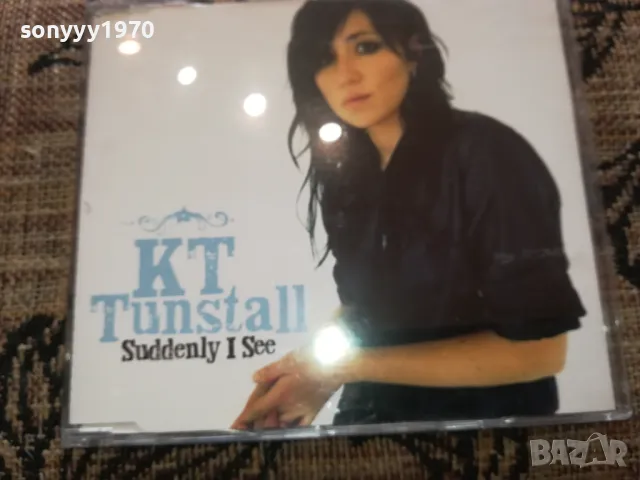 sonyyy1970
KT
Tunstall
Suddenly I See
BAZAR